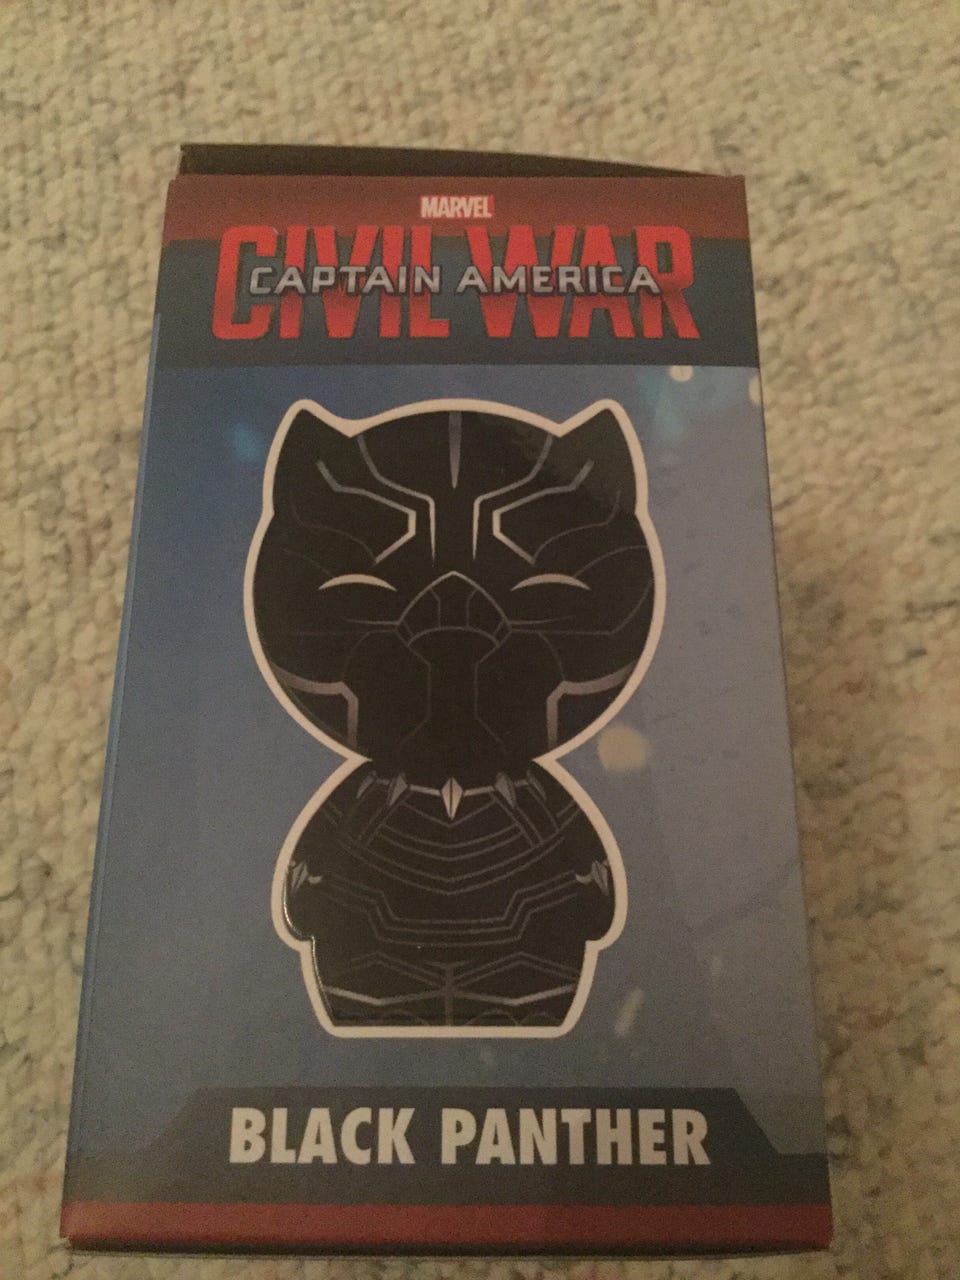 MARVEL
CIVIL WAR
CAPTAIN AMERICA
BLACK PANTHER